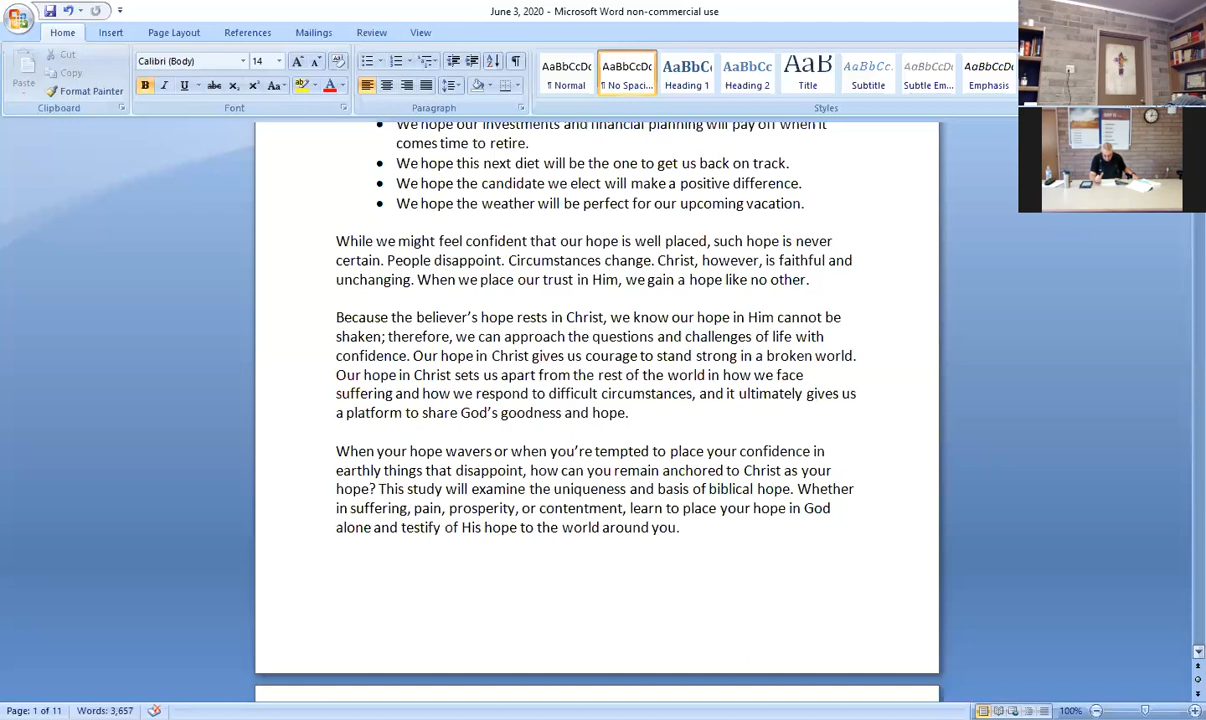 June 3, 2020 - Microsoft Word non-commercial use
Home Insert Page Layout References Mailings Review View
Cut
Copy
Format Painter
Paste
Clipboard
Calibri (Body) 14
Font
Paragraph
AaBbCcDc AaBbCcDc AaBbCc AaBbCc AaB AaBbCc. AaBbCcDc AaBbCcDc
¶ Normal ¶ No Spaci... Heading 1 Heading 2 Title Subtitle Subtle Em... Emphasis
Styles
• We hope our investments and financial planning will pay off when it
comes time to retire.
• We hope this next diet will be the one to get us back on track.
• We hope the candidate we elect will make a positive difference.
• We hope the weather will be perfect for our upcoming vacation.
While we might feel confident that our hope is well placed, such hope is never
certain. People disappoint. Circumstances change. Christ, however, is faithful and
unchanging. When we place our trust in Him, we gain a hope like no other.
Because the believer’s hope rests in Christ, we know our hope in Him cannot be
shaken; therefore, we can approach the questions and challenges of life with
confidence. Our hope in Christ gives us courage to stand strong in a broken world.
Our hope in Christ sets us apart from the rest of the world in how we face
suffering and how we respond to difficult circumstances, and it ultimately gives us
a platform to share God’s goodness and hope.
When your hope wavers or when you’re tempted to place your confidence in
earthly things that disappoint, how can you remain anchored to Christ as your
hope? This study will examine the uniqueness and basis of biblical hope. Whether
in suffering, pain, prosperity, or contentment, learn to place your hope in God
alone and testify of His hope to the world around you.
Page: 1 of 11 Words: 3,657 100%